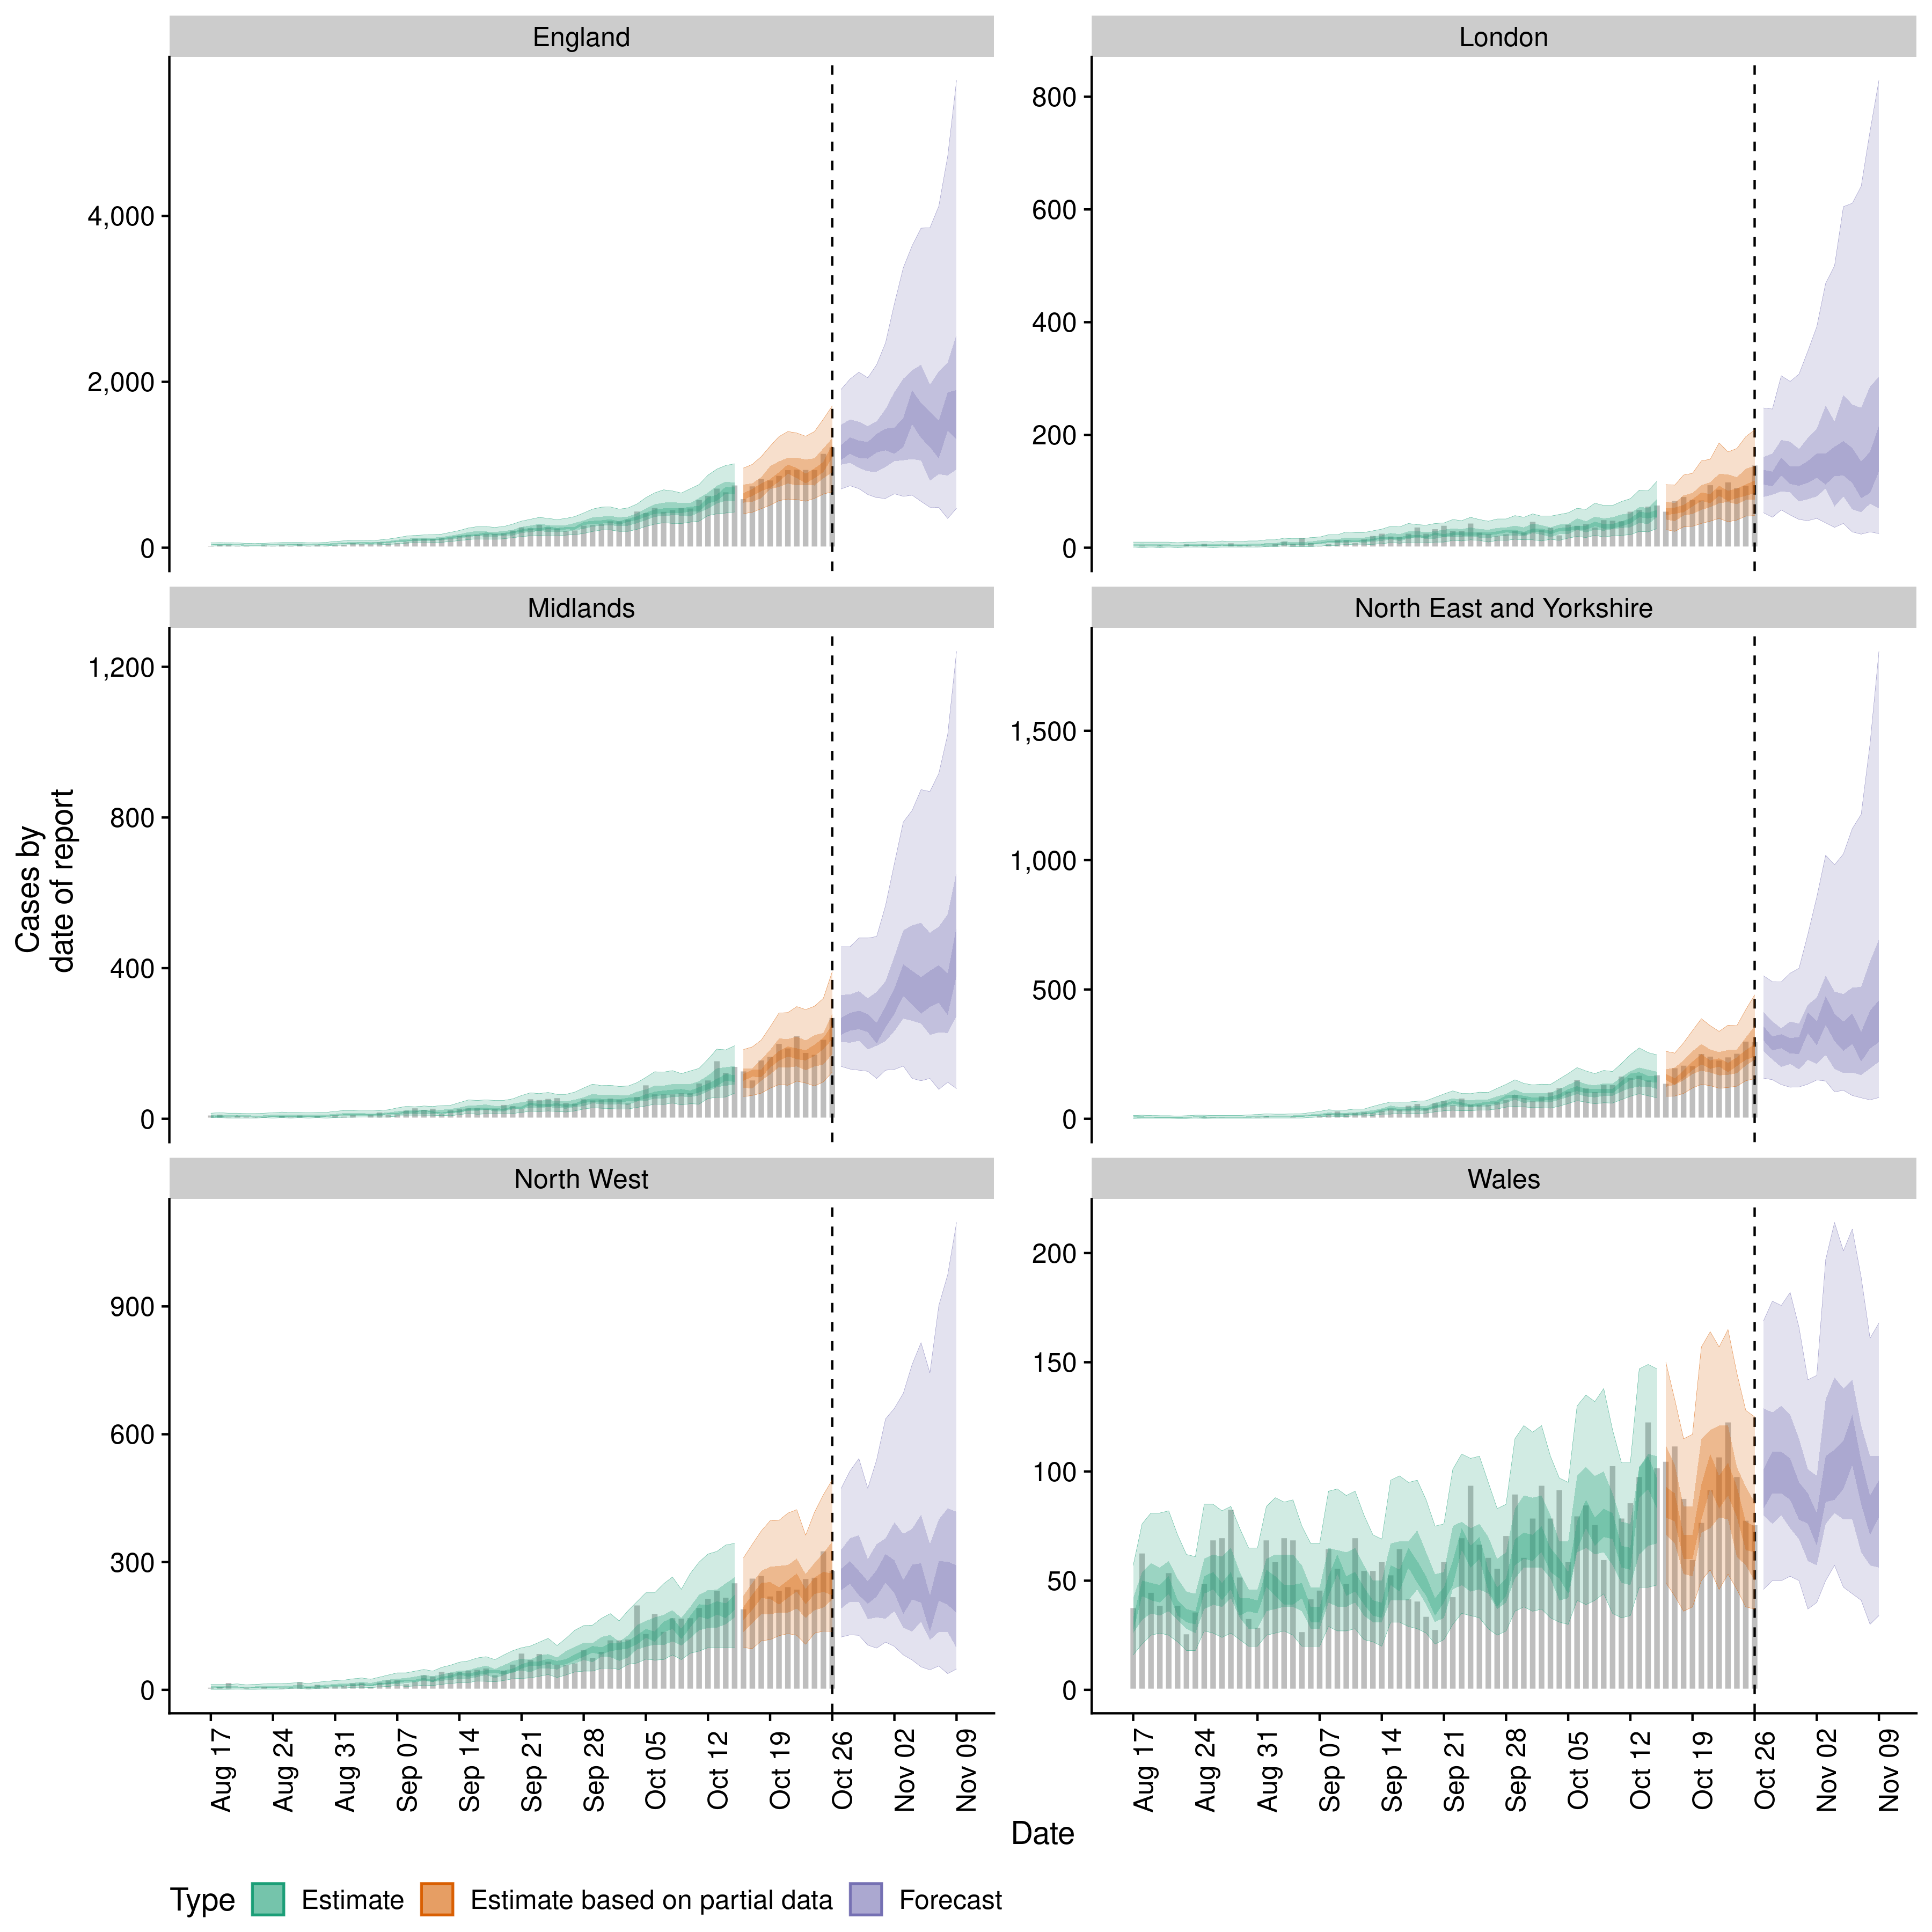 England
London
4,000
2,000
0
800
600
400
200
0
Midlands
North East and Yorkshire
1,200
800
400
0
1,500
1,000
500
0
North West
Wales
900
600
300
0
200
150
100
50
0
Cases by
date of report
Aug 17
Aug 24
Aug 31
Sep 07
Sep 14
Sep 21
Sep 28
Oct 05
Oct 12
Oct 19
Oct 26
Nov 02
Nov 09
Aug 17
Aug 24
Aug 31
Sep 07
Sep 14
Sep 21
Sep 28
Oct 05
Oct 12
Oct 19
Oct 26
Nov 02
Nov 09
Date
Type Estimate Estimate based on partial data Forecast